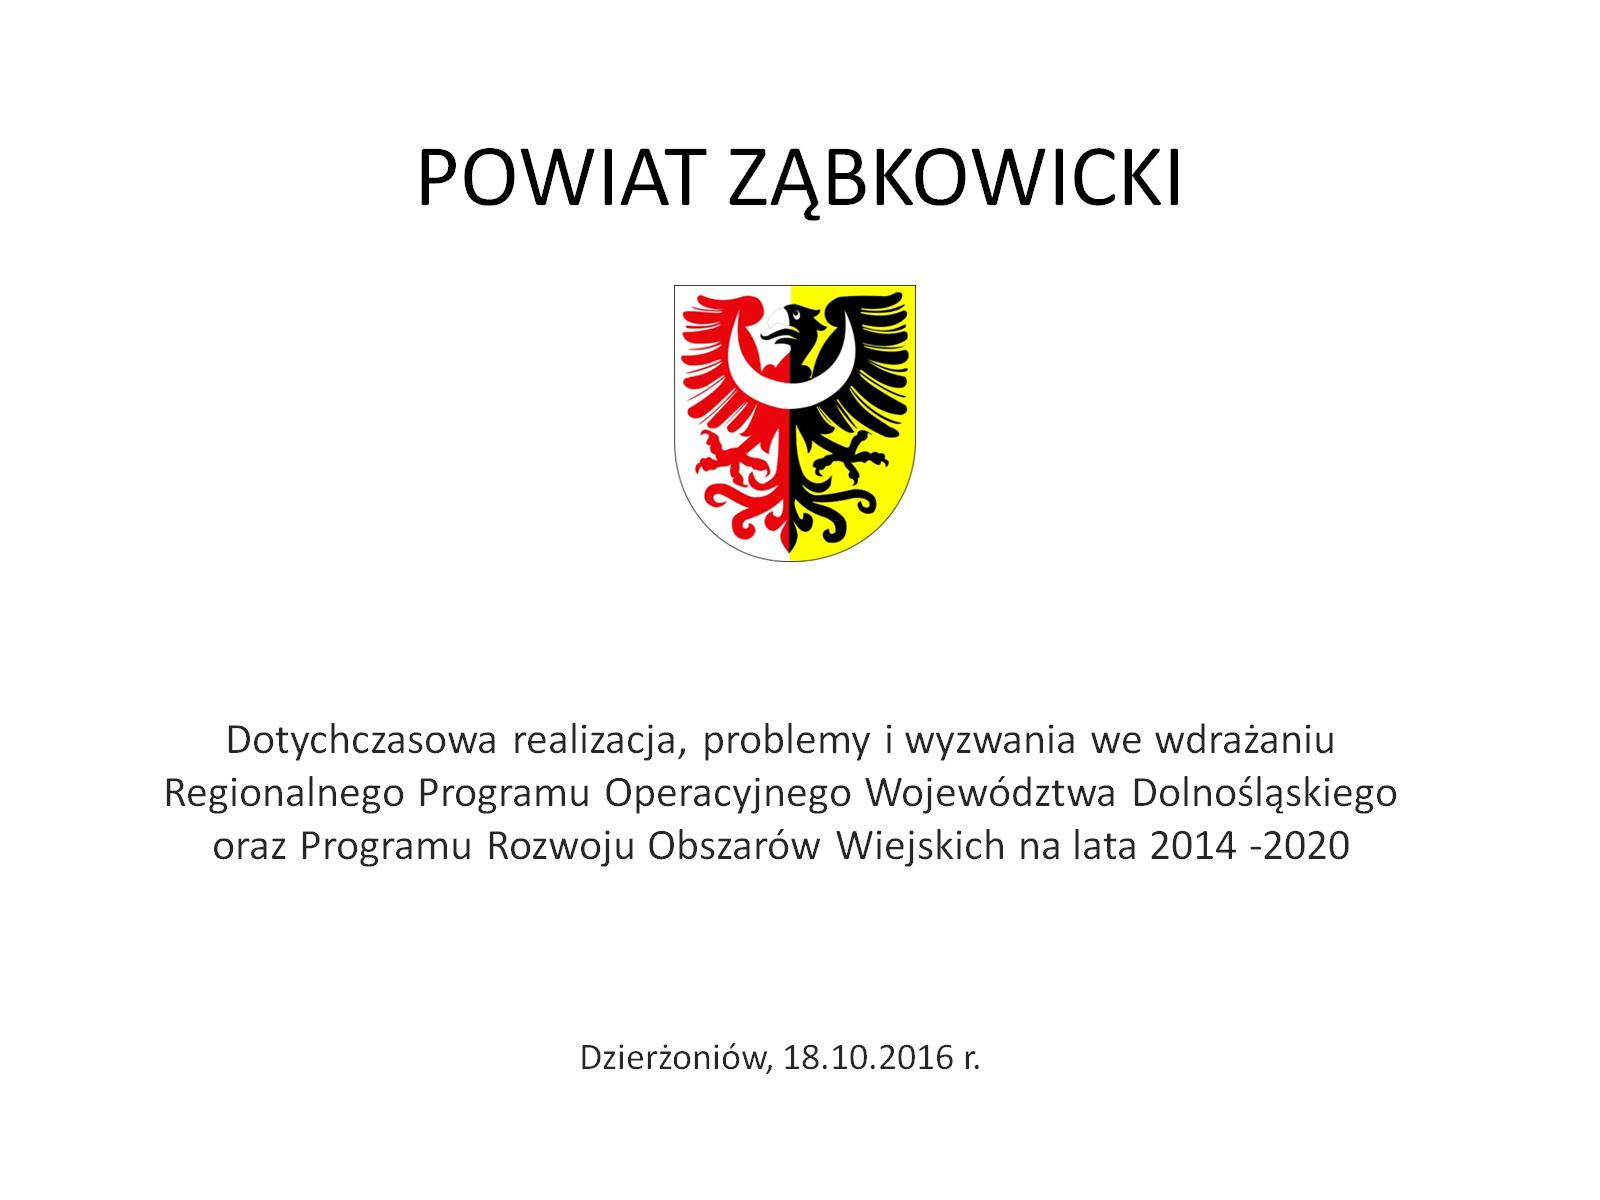 POWIAT ZĄBKOWICKI
Dotychczasowa realizacja, problemy i wyzwania we wdrażaniu
Regionalnego Programu Operacyjnego Województwa Dolnośląskiego
oraz Programu Rozwoju Obszarów Wiejskich na lata 2014 -2020
Dzierżoniów, 18.10.2016 r.